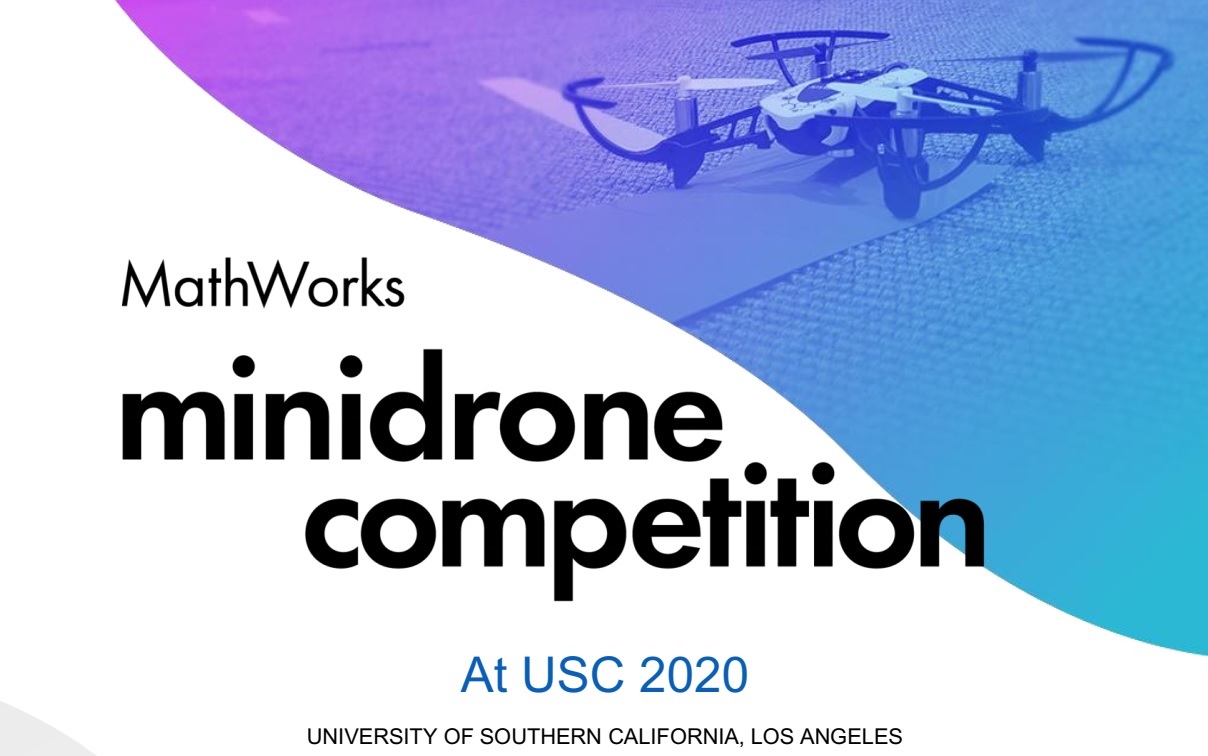 MathWorks
minidrone
competition
At USC 2020
UNIVERSITY OF SOUTHERN CALIFORNIA, LOS ANGELES